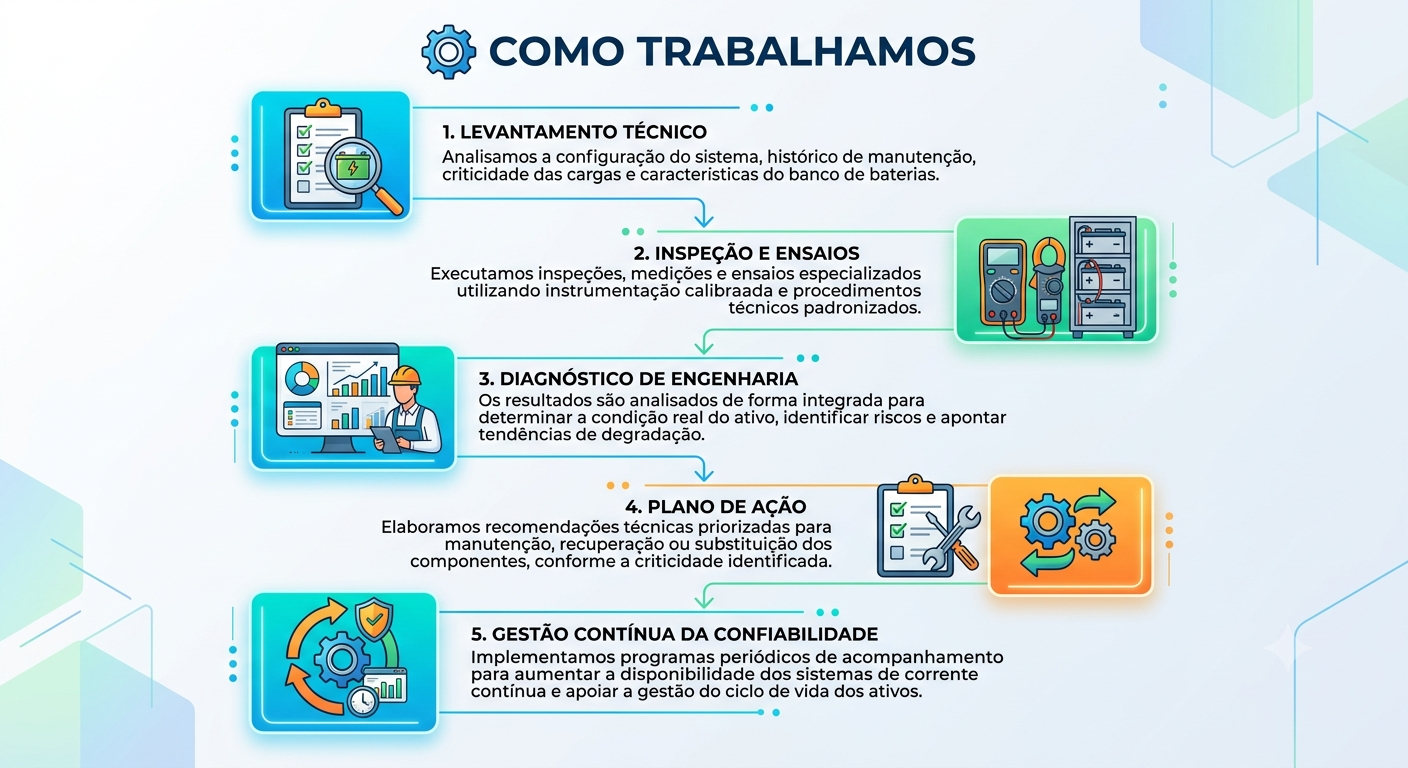 COMO TRABALHAMOS
1. LEVANTAMENTO TÉCNICO
Analisamos a configuração do sistema, histórico de manutenção,
criticidade das cargas e características do banco de baterias.
2. INSPEÇÃO E ENSAIOS
Executamos inspeções, medições e ensaios especializados
utilizando instrumentação calibraada e procedimentos
técnicos padronizados.
3. DIAGNÓSTICO DE ENGENHARIA
Os resultados são analisados de forma integrada para
determinar a condição real do ativo, identificar riscos e apontar
tendências de degradação.
4. PLANO DE AÇÃO
Elaboramos recomendações técnicas priorizadas para
manutenção, recuperação ou substituição dos
componentes, conforme a criticidade identificada.
5. GESTÃO CONTÍNUA DA CONFIABILIDADE
Implementamos programas periódicos de acompanhamento
para aumentar a disponibilidade dos sistemas de corrente
contínua e apoiar a gestão do ciclo de vida dos ativos.